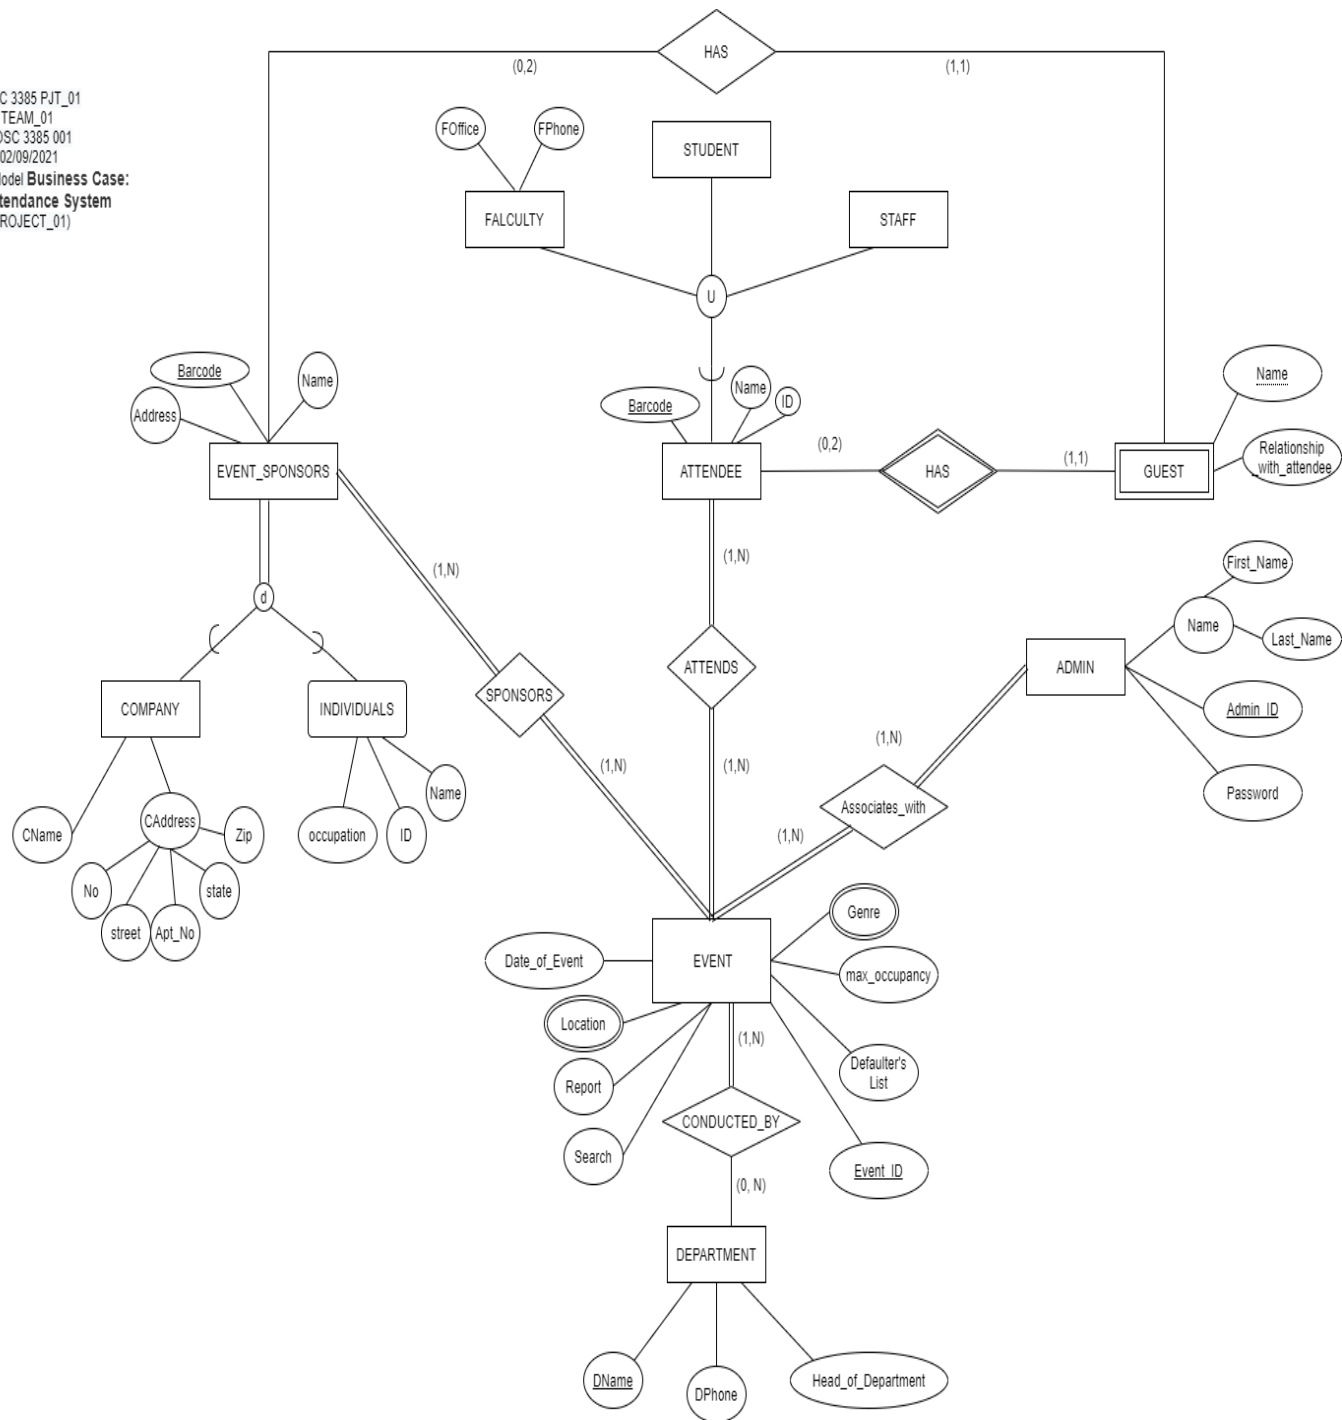 HAS
(0,2)
(1,1)
C 3385 PJT_01
TEAM_01
OSC 3385 001
02/09/2021
Model Business Case:
tendance System
ROJECT_01)
FOffice
FPhone
STUDENT
FALCULTY
STAFF
U
Barcode
Name
Address
EVENT_SPONSORS
Barcode
Name
ID
ATTENDEE
(0,2)
HAS
(1,1)
GUEST
Name
Relationship
_with_attendee
(1,N)
(1,N)
d
First_Name
Name
Last_Name
ADMIN
Admin_ID
Password
SPONSORS
ATTENDS
COMPANY
INDIVIDUALS
(1,N)
(1,N)
(1,N)
Associates_with
(1,N)
CName
CAddress
Zip
No
street
Apt_No
state
occupation
ID
Name
Genre
Date_of_Event
EVENT
max_occupancy
Location
(1,N)
Report
Defaulter's
List
CONDUCTED_BY
Search
Event_ID
(0, N)
DEPARTMENT
DName
DPhone
Head_of_Department